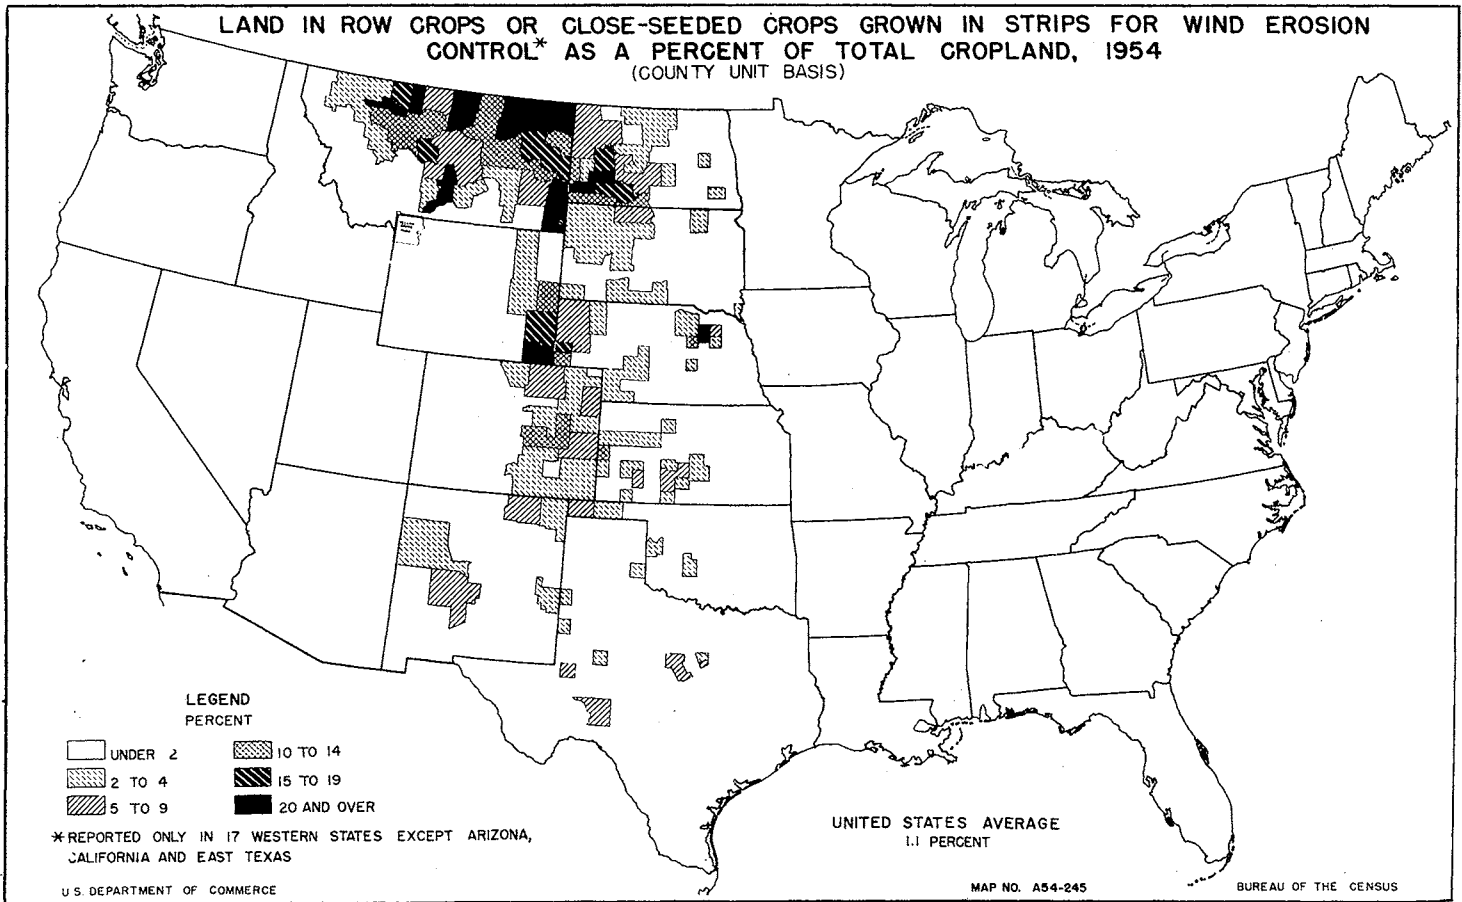 LAND IN ROW CROPS OR CLOSE-SEEDED CROPS GROWN IN STRIPS FOR WIND EROSION
CONTROL* AS A PERCENT OF TOTAL CROPLAND, 1954
(COUNTY UNIT BASIS)
LEGEND
PERCENT
UNDER 2
2 TO 4
5 TO 9
10 TO 14
15 TO 19
20 AND OVER
*REPORTED ONLY IN 17 WESTERN STATES EXCEPT ARIZONA,
CALIFORNIA AND EAST TEXAS
UNITED STATES AVERAGE
1.1 PERCENT
U.S. DEPARTMENT OF COMMERCE
MAP NO. A54-245
BUREAU OF THE CENSUS